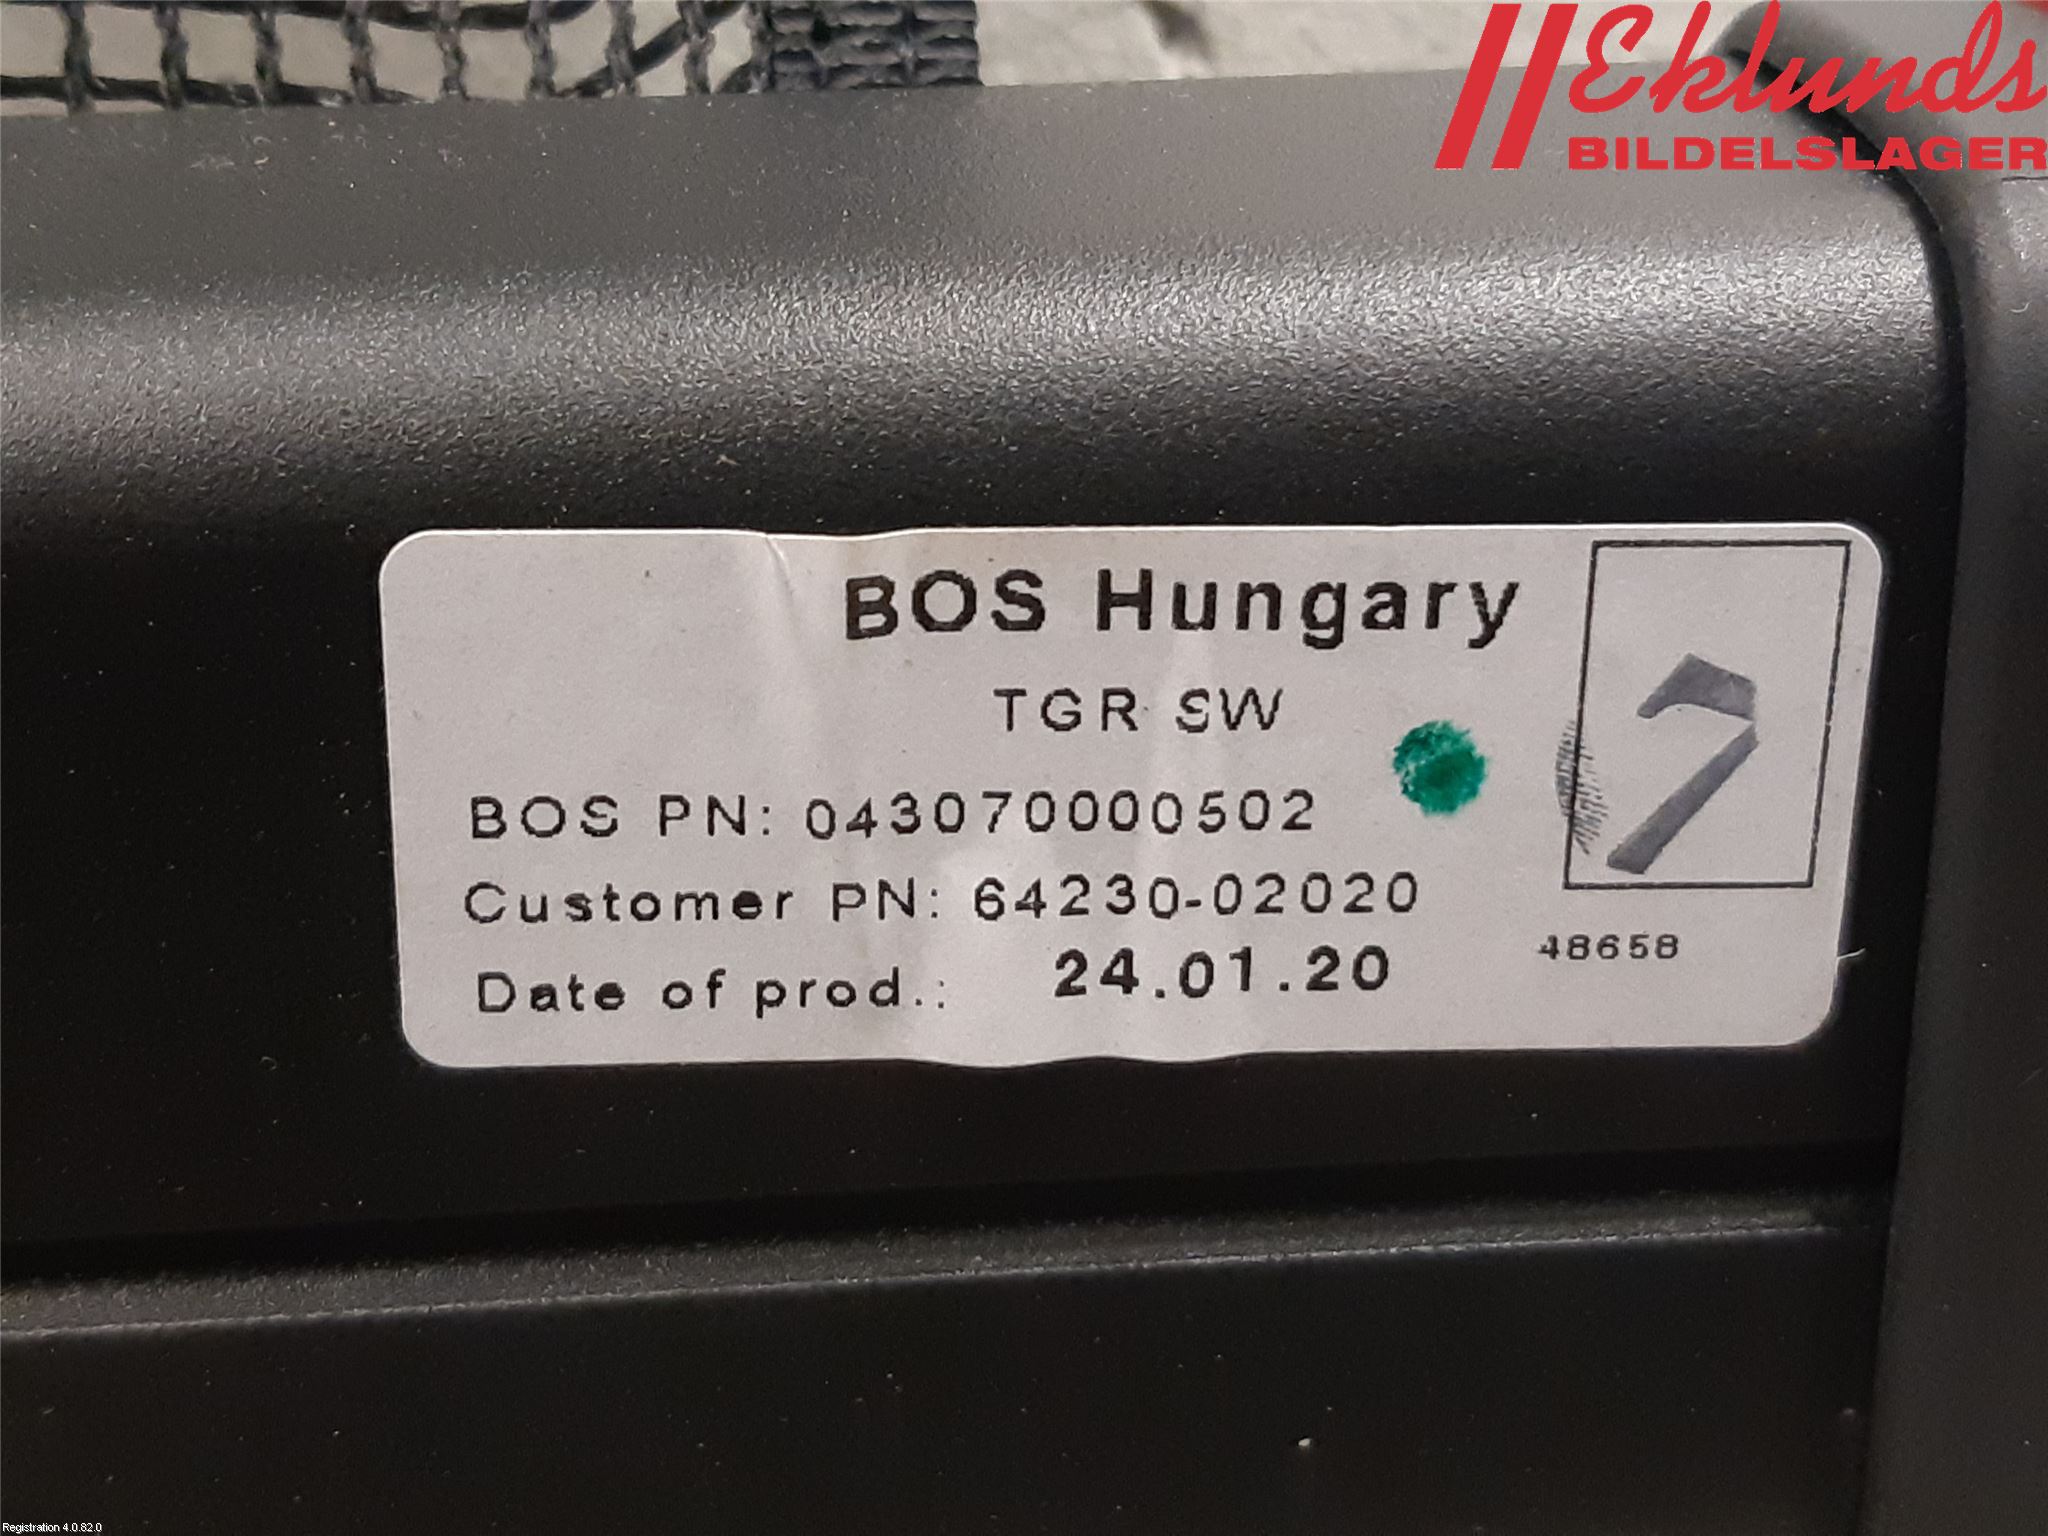 Eklunds
BILDELSLAGER
BOS Hungary
TGR SW
7
BOS PN: 043070000502
Customer PN: 64230-02020
48658
Date of prod.: 24.01.20
Registration 4.0.82.0